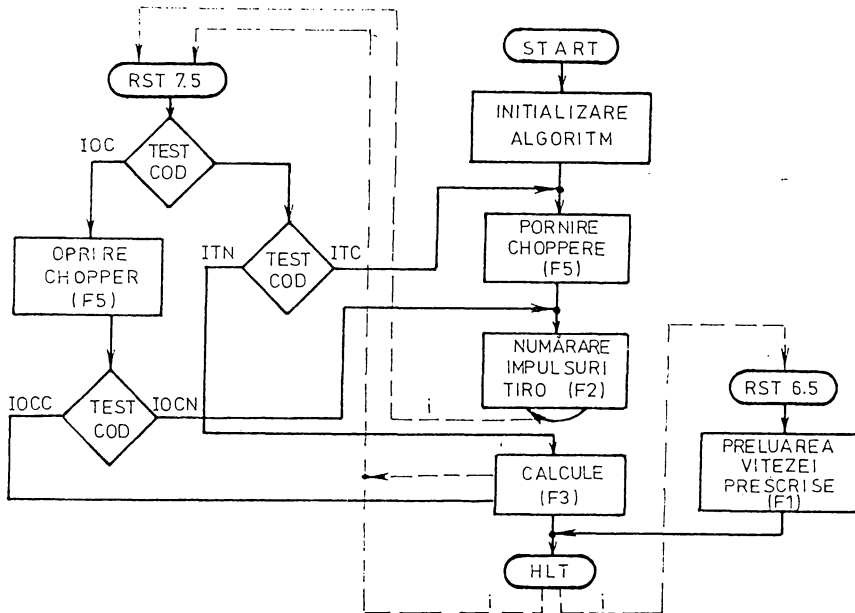 START
RST 7.5
INITIALIZARE
ALGORITM
IOC
TEST
COD
PORNIRE
CHOPPERE
(F5)
OPRIRE
CHOPPER
(F5)
ITN
TEST
COD
ITC
NUMĂRARE
IMPULSURI
TIRO (F2)
RST 6.5
IOCC
TEST
COD
IOCN
i
PRELUAREA
VITEZEI
PRESCRISE
(F1)
CALCULE
(F3)
HLT
i
i